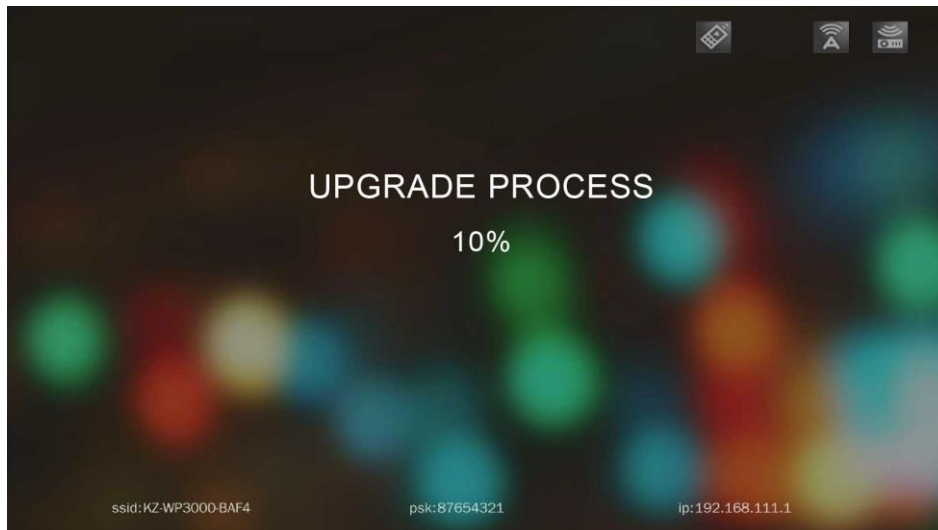 UPGRADE PROCESS
10%
ssid:KZ-WP3000-BAF4 psk:87654321 ip:192.168.111.1